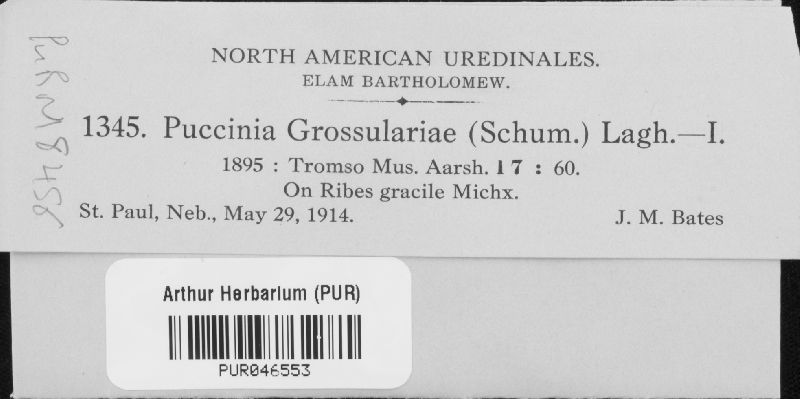 NORTH AMERICAN UREDINALES.
ELAM BARTHOLOMEW.
1345. Puccinia Grossulariae (Schum.) Lagh.—I.
1895 : Tromso Mus. Aarsh. 17 : 60.
On Ribes gracile Michx.
St. Paul, Neb., May 29, 1914. J. M. Bates
PURM8456
Arthur Herbarium (PUR)
PUR046553